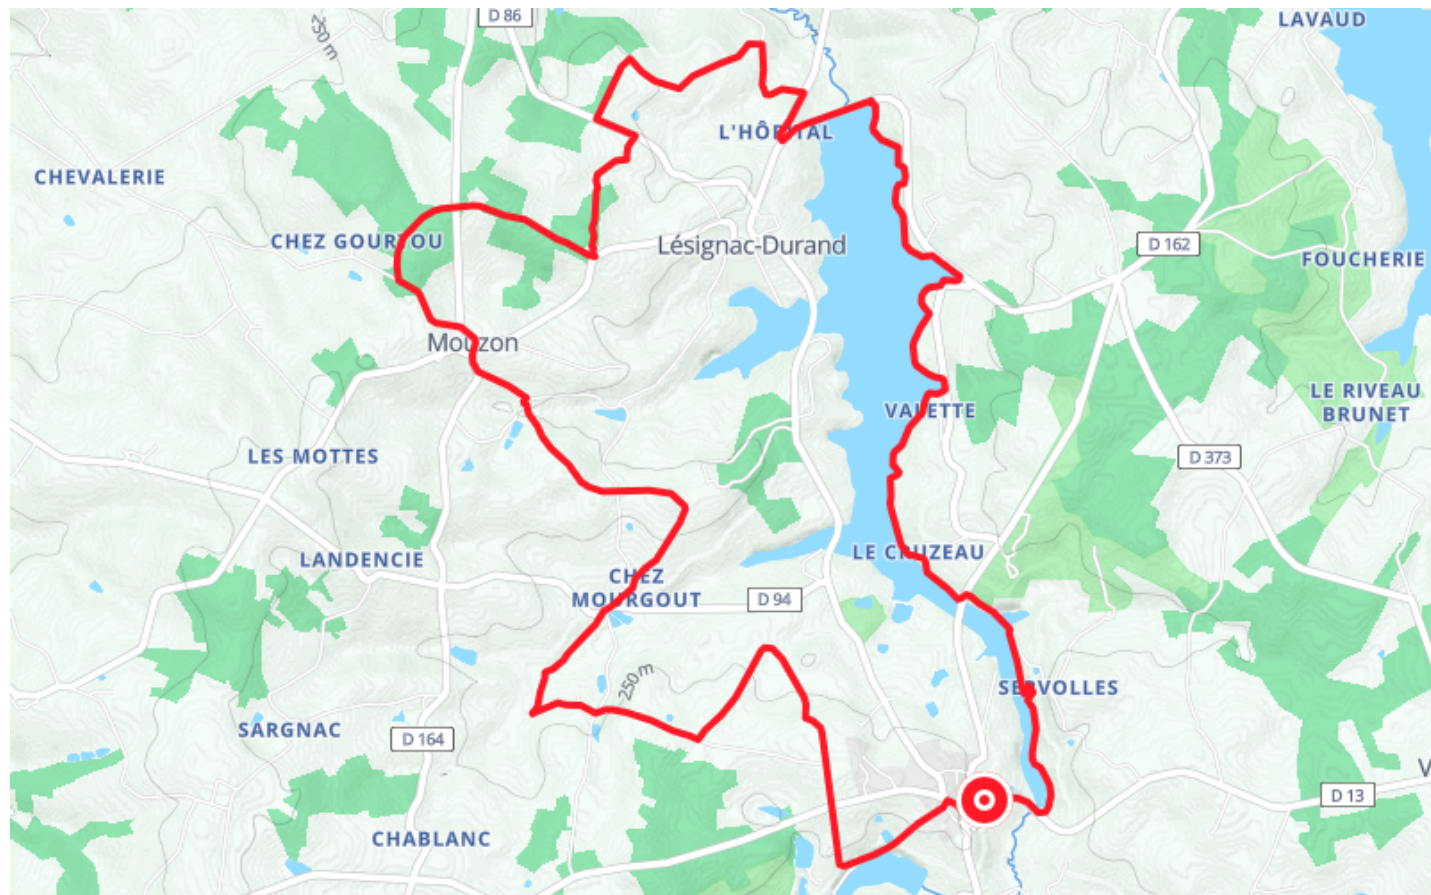 D 86
LAVAUD
250 m
L'HÔPITAL
CHEVALERIE
CHEZ GOURTOU
Lésignac-Durand
D 162
FOUCHERIE
Mouzon
LE RIVEAU
BRUNET
VALETTE
LES MOTTES
D 373
LANDENCIE
LE CRUZEAU
CHEZ
MOURGOUT
D 94
250 m
SERVOLLES
SARGNAC
D 164
V
D 13
CHABLANC